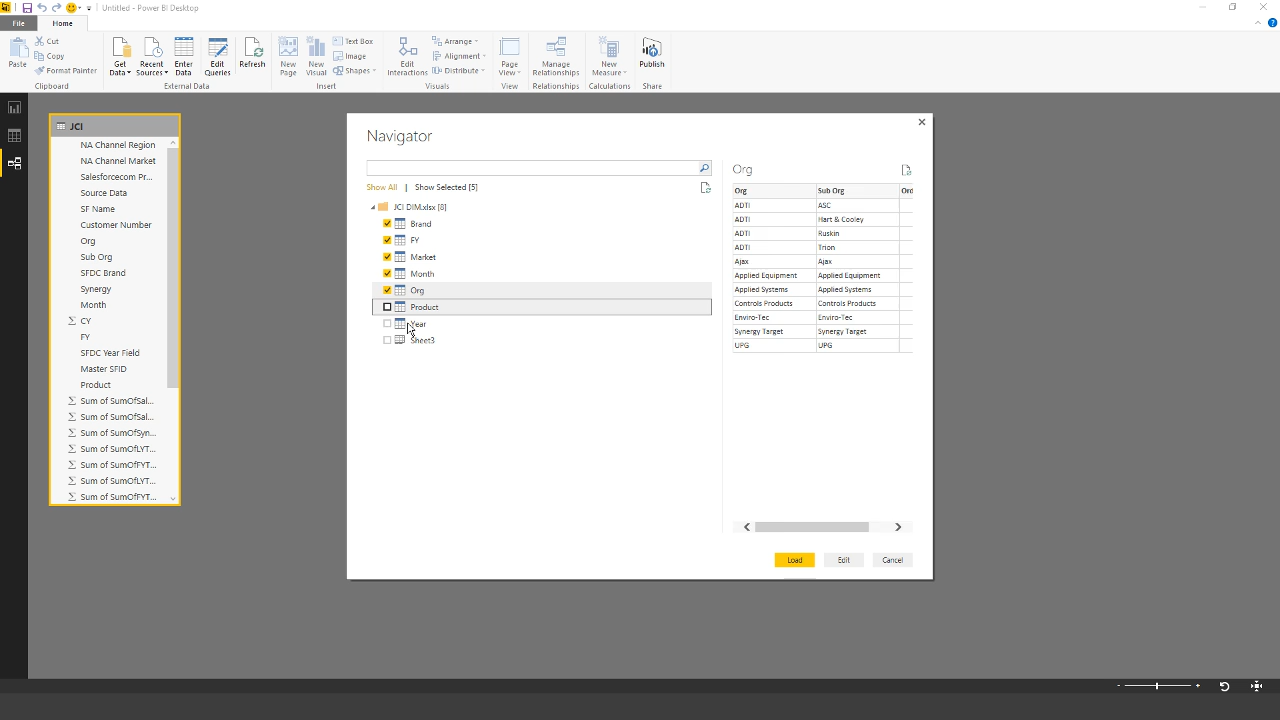 Untitled - Power BI Desktop
File Home
Paste Cut Copy Format Painter Get Data Recent Sources Enter Data Edit Queries Refresh New Page New Visual Text Box Image Shapes Edit Interactions Arrange Alignment Distribute Page View Manage Relationships New Measure Publish
Clipboard External Data Insert Visuals View Relationships Calculations Share
JCI
NA Channel Region
NA Channel Market
Salesforcecom Pr...
Source Data
SF Name
Customer Number
Org
Sub Org
SFDC Brand
Synergy
Month
Σ CY
FY
SFDC Year Field
Master SFID
Product
Σ Sum of SumOfSal...
Σ Sum of SumOfSal...
Σ Sum of SumOfSyn...
Σ Sum of SumOfLYT...
Σ Sum of SumOfFYT...
Σ Sum of SumOfLYT...
Σ Sum of SumOfFYT...
Navigator
Show All | Show Selected [5]
JCI DIM.xlsx [8]
Brand
FY
Market
Month
Org
Product
Year
Sheet3
Org
Org Sub Org Ord
ADTI ASC
ADTI Hart & Cooley
ADTI Ruskin
ADTI Trion
Ajax Ajax
Applied Equipment Applied Equipment
Applied Systems Applied Systems
Controls Products Controls Products
Enviro-Tec Enviro-Tec
Synergy Target Synergy Target
UPG UPG
Load Edit Cancel